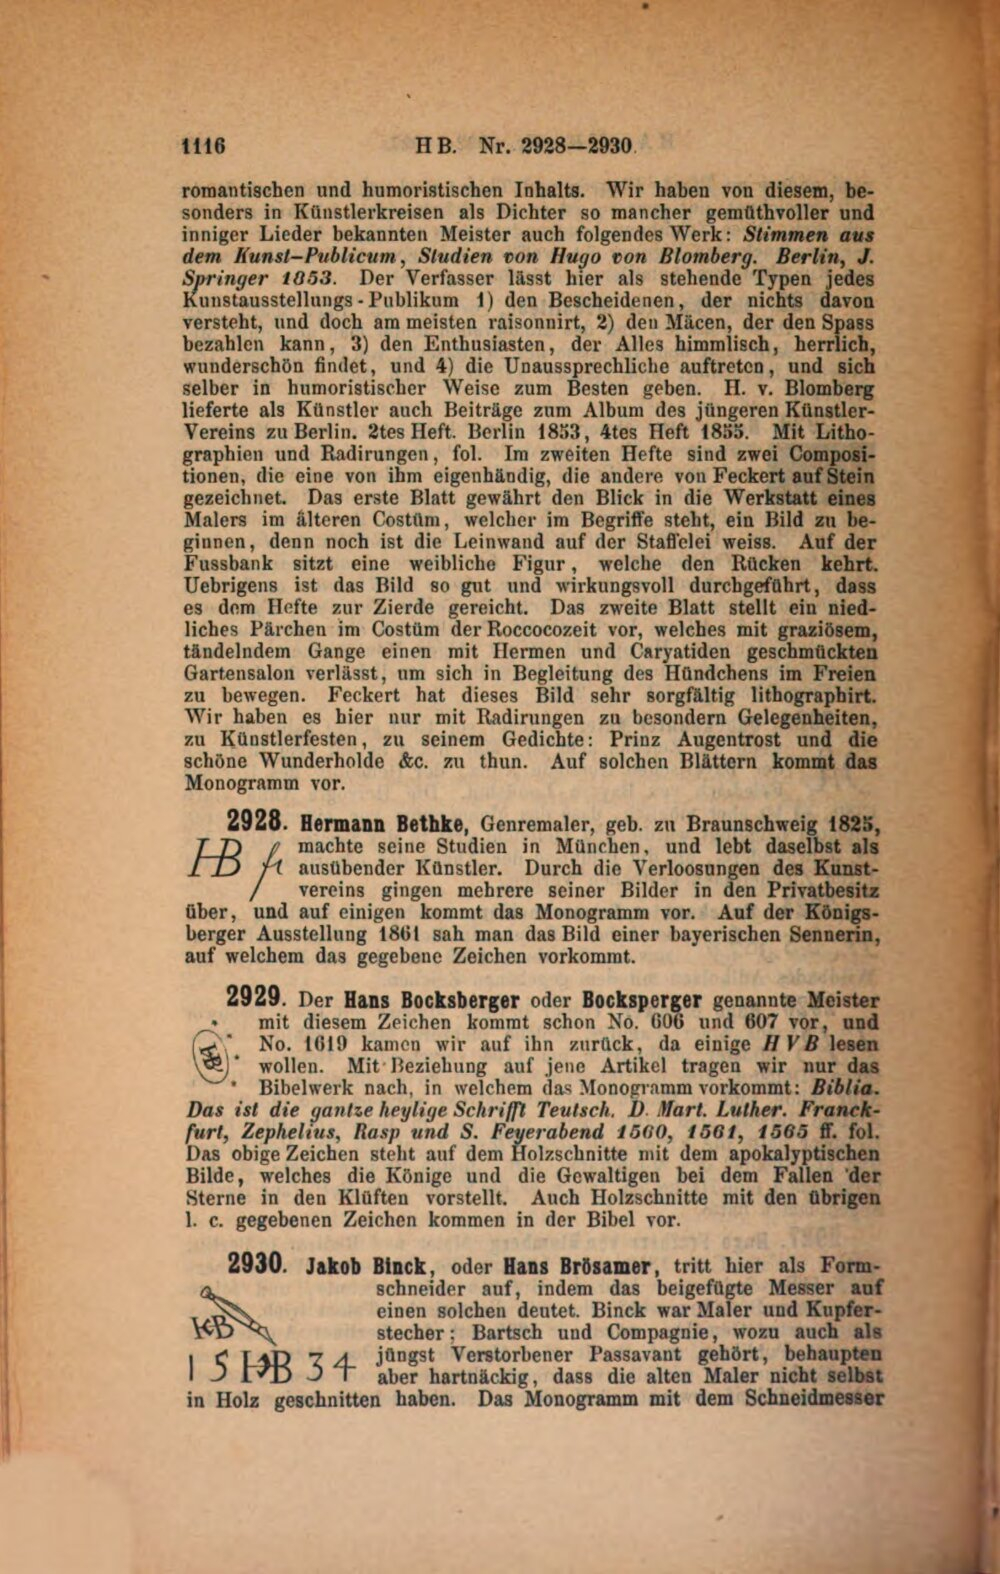 1116 HB. Nr. 2928—2930.
romantischen und humoristischen Inhalts. Wir haben von diesem, be-
sonders in Künstlerkreisen als Dichter so mancher gemüthvoller und
inniger Lieder bekannten Meister auch folgendes Werk: Stimmen aus
dem Kunst-Publicum, Studien von Hugo von Blomberg. Berlin, J.
Springer 1853. Der Verfasser lässt hier als stehende Typen jedes
Kunstausstellungs-Publikum 1) den Bescheidenen, der nichts davon
versteht, und doch am meisten raisonnirt, 2) den Mäcen, der den Spass
bezahlen kann, 3) den Enthusiasten, der Alles himmlisch, herrlich,
wunderschön findet, und 4) die Unaussprechliche auftreten, und sich
selber in humoristischer Weise zum Besten geben. H. v. Blomberg
lieferte als Künstler auch Beiträge zum Album des jüngeren Künstler-
Vereins zu Berlin. 2tes Heft. Berlin 1853, 4tes Heft 1855. Mit Litho-
graphien und Radirungen, fol. Im zweiten Hefte sind zwei Composi-
tionen, die eine von ihm eigenhändig, die andere von Feckert auf Stein
gezeichnet. Das erste Blatt gewährt den Blick in die Werkstatt eines
Malers im älteren Costüm, welcher im Begriffe steht, ein Bild zu be-
ginnen, denn noch ist die Leinwand auf der Staffelei weiss. Auf der
Fussbank sitzt eine weibliche Figur, welche den Rücken kehrt.
Uebrigens ist das Bild so gut und wirkungsvoll durchgeführt, dass
es dem Hefte zur Zierde gereicht. Das zweite Blatt stellt ein nied-
liches Pärchen im Costüm der Roccocozeit vor, welches mit graziösem,
tändelndem Gange einen mit Hermen und Caryatiden geschmückten
Gartensalon verlässt, um sich in Begleitung des Hündchens im Freien
zu bewegen. Feckert hat dieses Bild sehr sorgfältig lithographirt.
Wir haben es hier nur mit Radirungen zu besondern Gelegenheiten,
zu Künstlerfesten, zu seinem Gedichte: Prinz Augentrost und die
schöne Wunderholde &c. zu thun. Auf solchen Blättern kommt das
Monogramm vor.
2928. Hermann Bethke, Genremaler, geb. zu Braunschweig 1825,
HB machte seine Studien in München, und lebt daselbst als
ausübender Künstler. Durch die Verloosungen des Kunst-
vereins gingen mehrere seiner Bilder in den Privatbesitz
über, und auf einigen kommt das Monogramm vor. Auf der Königs-
berger Ausstellung 1861 sah man das Bild einer bayerischen Sennerin,
auf welchem das gegebene Zeichen vorkommt.
2929. Der Hans Bocksberger oder Bocksperger genannte Meister
mit diesem Zeichen kommt schon No. 606 und 607 vor, und
No. 1619 kamen wir auf ihn zurück, da einige HVB lesen
wollen. Mit Beziehung auf jene Artikel tragen wir nur das
Bibelwerk nach, in welchem das Monogramm vorkommt: Biblia.
Das ist die gantze heylige Schrifft Teutsch. D. Mart. Luther. Franck-
furt, Zephelius, Rasp und S. Feyerabend 1560, 1561, 1565 ff. fol.
Das obige Zeichen steht auf dem Holzschnitte mit dem apokalyptischen
Bilde, welches die Könige und die Gewaltigen bei dem Fallen der
Sterne in den Klüften vorstellt. Auch Holzschnitte mit den übrigen
l. c. gegebenen Zeichen kommen in der Bibel vor.
2930. Jakob Binck, oder Hans Brösamer, tritt hier als Form-
schneider auf, indem das beigefügte Messer auf
einen solchen deutet. Binck war Maler und Kupfer-
HB stecher; Bartsch und Compagnie, wozu auch als
15 HB 34 jüngst Verstorbener Passavant gehört, behaupten
aber hartnäckig, dass die alten Maler nicht selbst
in Holz geschnitten haben. Das Monogramm mit dem Schneidmesser